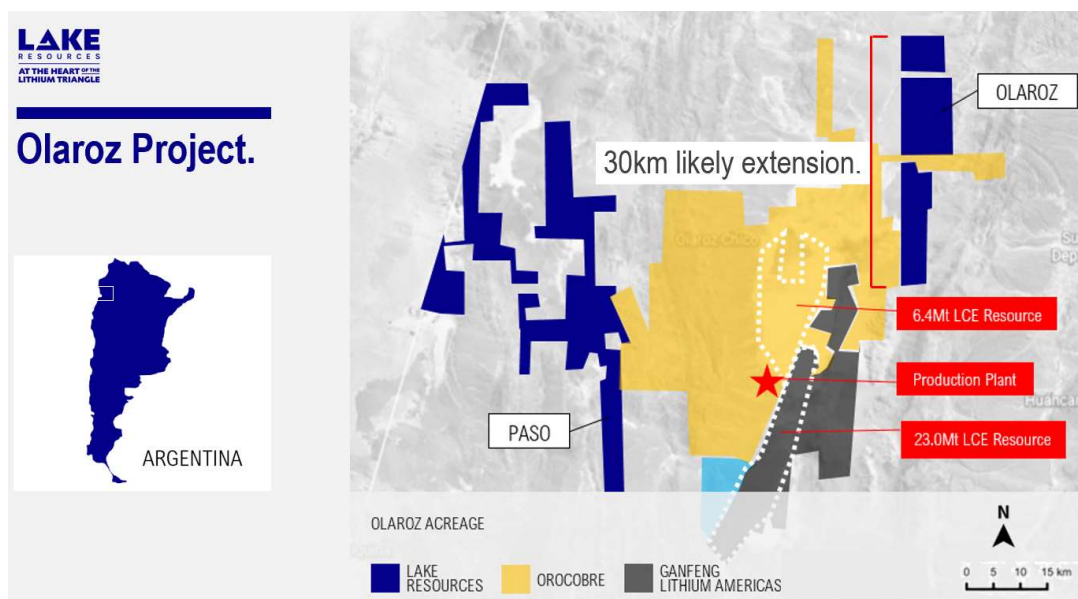 LAKE
RESOURCES
AT THE HEART OF THE
LITHIUM TRIANGLE
Olaroz Project.
ARGENTINA
OLAROZ
30km likely extension.
Olaroz Chico
6.4Mt LCE Resource
Production Plant
23.0Mt LCE Resource
PASO
OLAROZ ACREAGE
LAKE
RESOURCES
OROCOBRE
GANFENG
LITHIUM AMERICAS
N
0 5 10 15 km